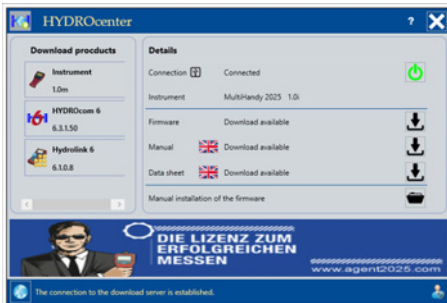 HYDROcenter
?
Download procducts
Instrument
1.0m
HYDROcom 6
6.3.1.50
Hydrolink 6
6.1.0.8
Details
Connection Connected
Instrument MultiHandy 2025 1.0i
Firmware Download available
Manual Download available
Data sheet Download available
Manual installation of the firmware
DIE LIZENZ ZUM
ERFOLGREICHEN
MESSEN
www.agent2025.com
The connection to the download server is established.